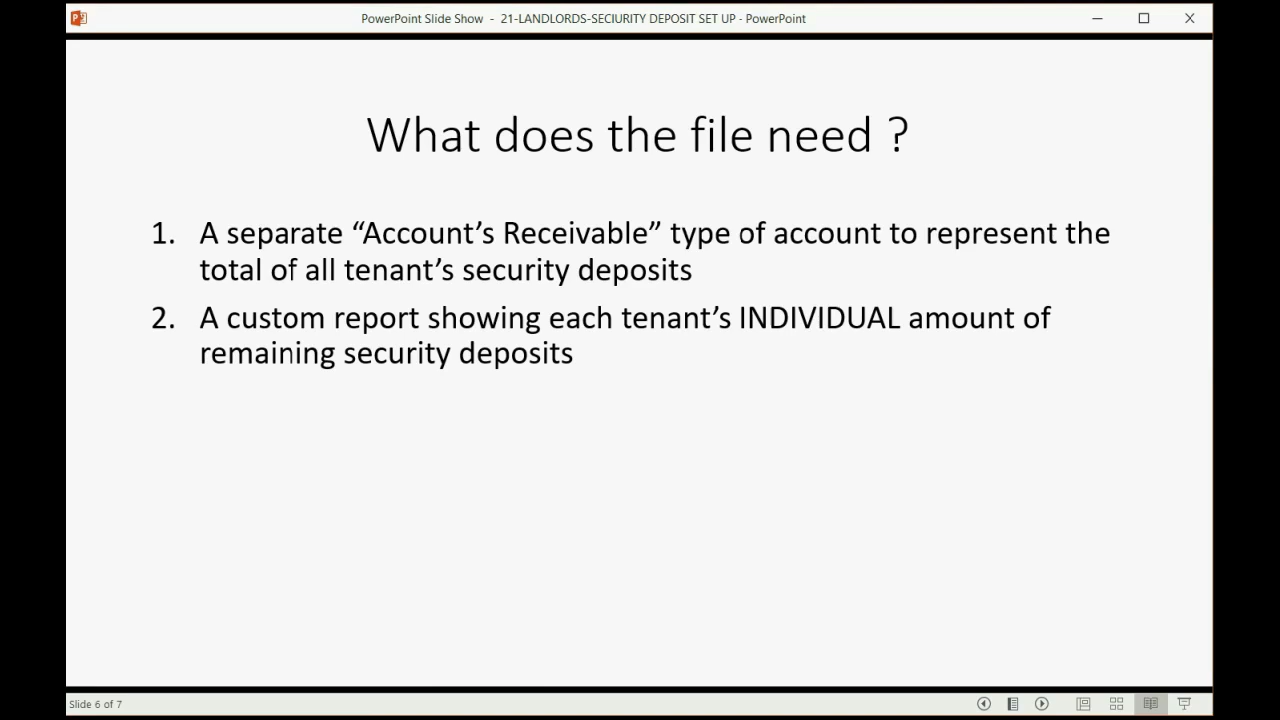 PowerPoint Slide Show - 21-LANDLORDS-SECIURITY DEPOSIT SET UP - PowerPoint
What does the file need ?
1. A separate “Account’s Receivable” type of account to represent the
total of all tenant’s security deposits
2. A custom report showing each tenant’s INDIVIDUAL amount of
remaining security deposits
Slide 6 of 7